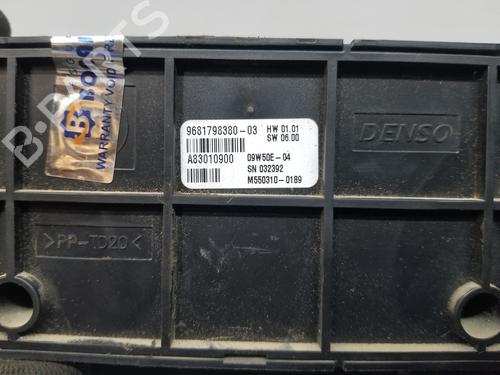 BOSAN
WARRANTY VOID
B-PARTS
9681798380-03
HW 01.01
SW 06.00
A83010900
09W50E-04
SN 032392
M550310-0189
DENSO
>PP-TD20<